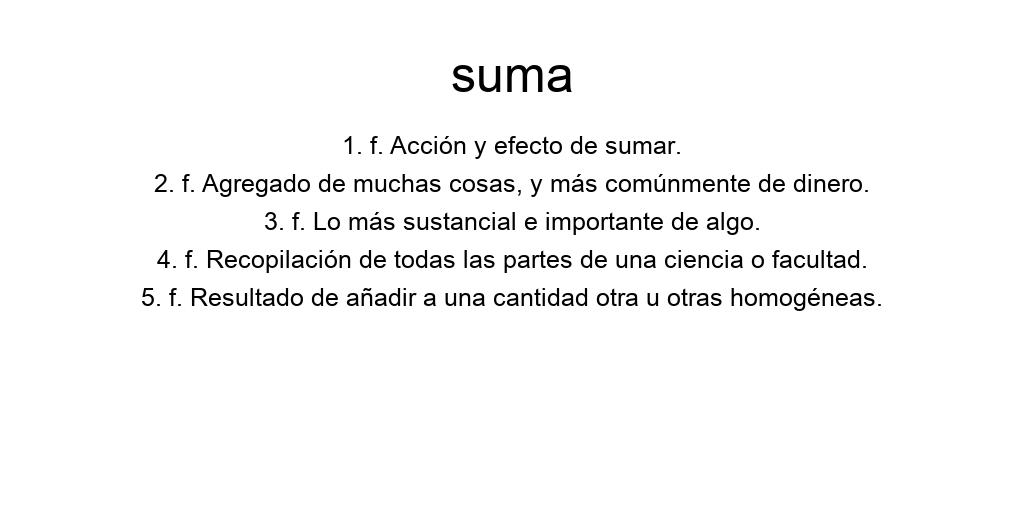 suma
1. f. Acción y efecto de sumar.
2. f. Agregado de muchas cosas, y más comúnmente de dinero.
3. f. Lo más sustancial e importante de algo.
4. f. Recopilación de todas las partes de una ciencia o facultad.
5. f. Resultado de añadir a una cantidad otra u otras homogéneas.